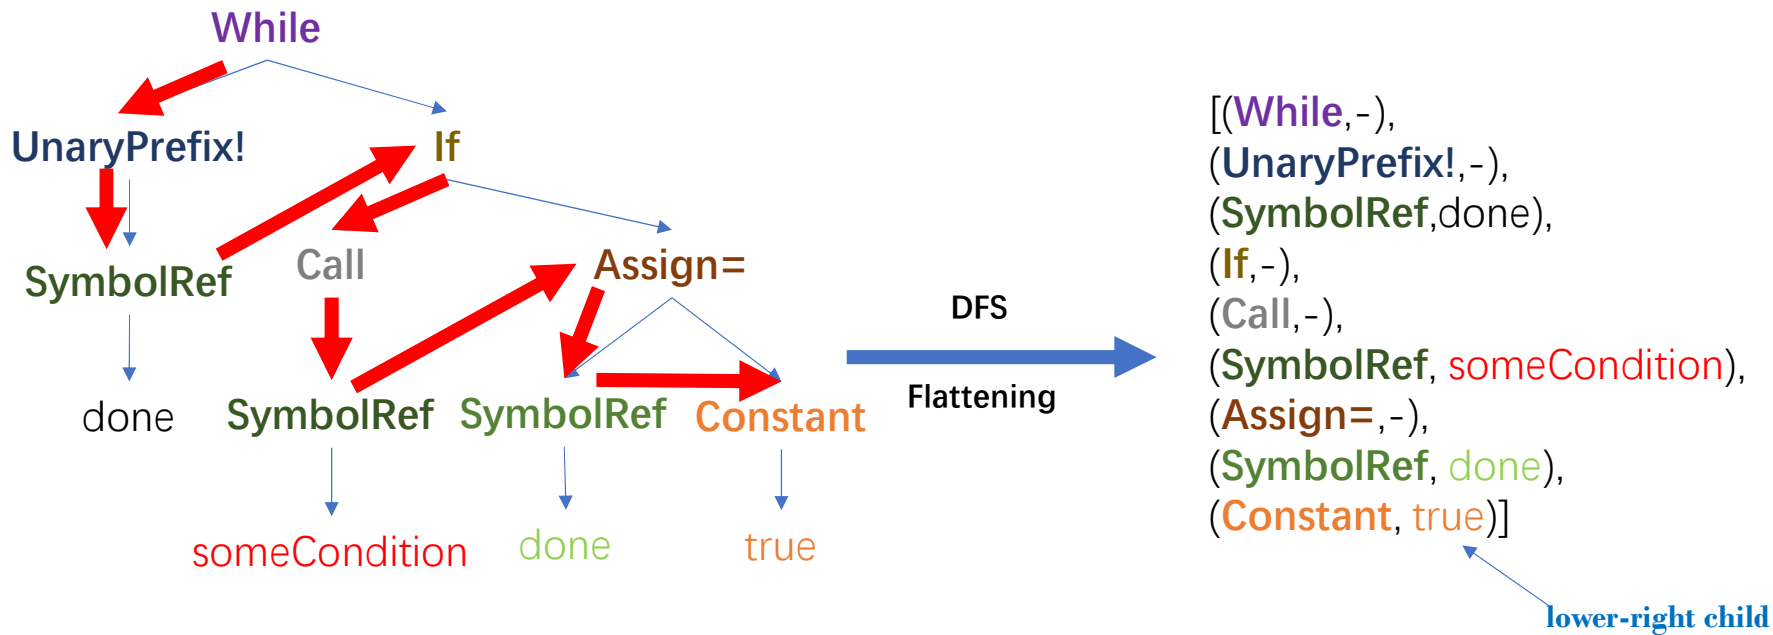 While
UnaryPrefix!
If
SymbolRef
Call
Assign=
done
SymbolRef
SymbolRef
Constant
someCondition
done
true
DFS
Flattening
[(While,-),
(UnaryPrefix!,-),
(SymbolRef,done),
(If,-),
(Call,-),
(SymbolRef, someCondition),
(Assign=,-),
(SymbolRef, done),
(Constant, true)]
lower-right child